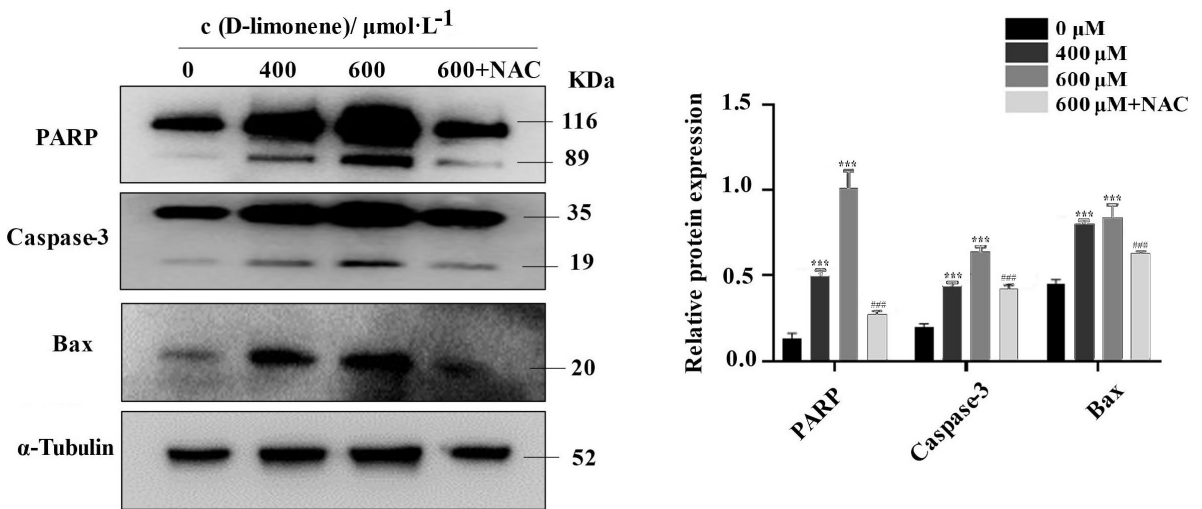 c (D-limonene)/ μmol·L-1
0 400 600 600+NAC KDa
PARP
116
89
Caspase-3
35
19
Bax
20
α-Tubulin
52
0 μM
400 μM
600 μM
600 μM+NAC
Relative protein expression
1.5
1.0
0.5
0.0
*** *** ###
*** *** ###
*** *** ###
PARP
Caspase-3
Bax